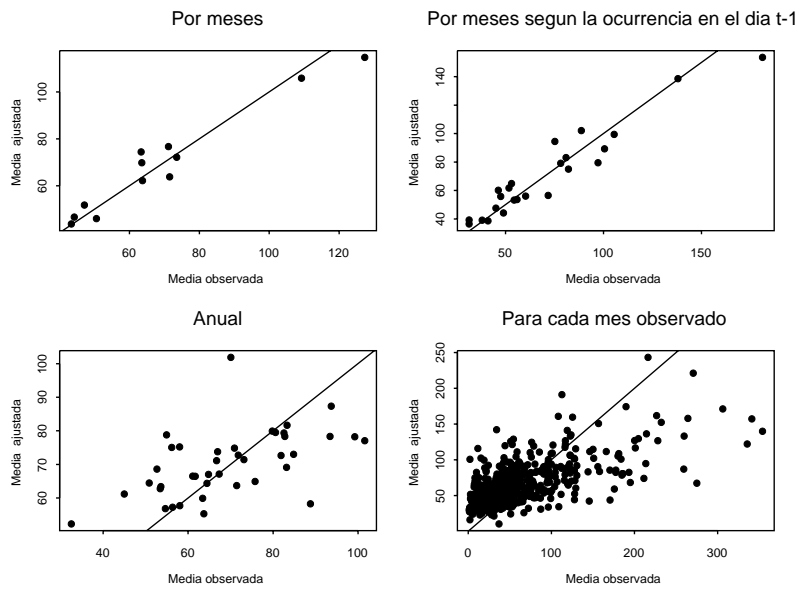 Por meses
Media ajustada
100
80
60
60 80 100 120
Media observada
Por meses segun la ocurrencia en el dia t-1
Media ajustada
140
100
80
60
40
50 100 150
Media observada
Anual
Media ajustada
100
90
80
70
60
40 60 80 100
Media observada
Para cada mes observado
Media ajustada
250
200
150
100
50
0 100 200 300
Media observada